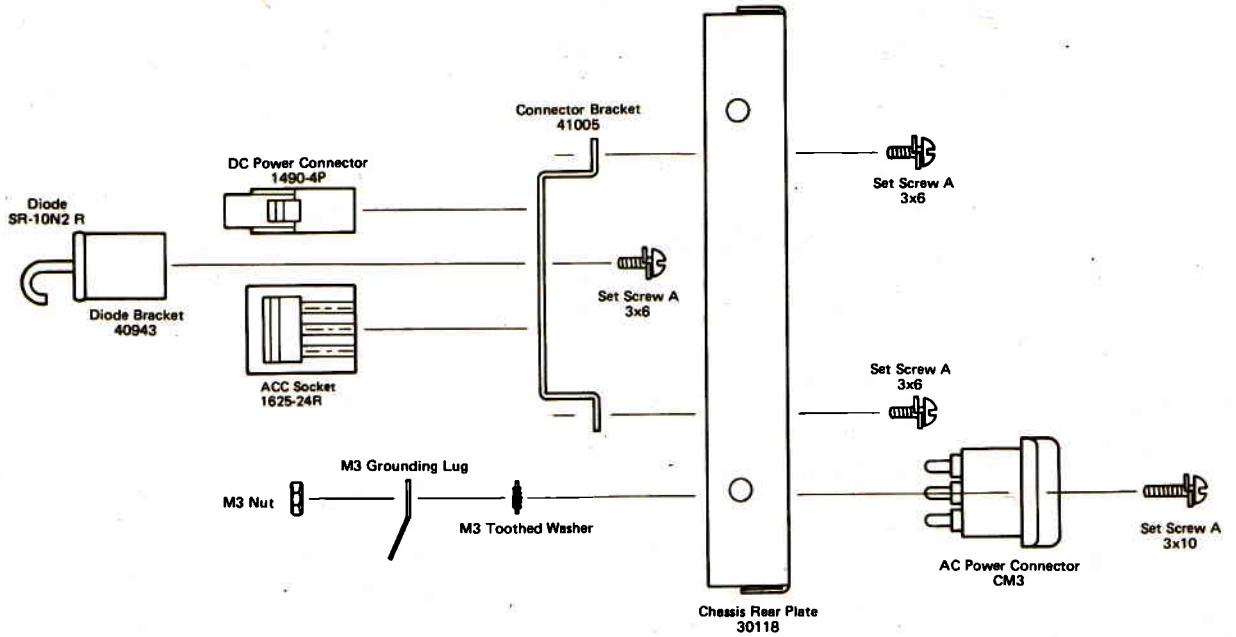 Connector Bracket
41005
DC Power Connector
1490-4P
Set Screw A
3x6
Diode
SR-10N2 R
Set Screw A
3x6
Diode Bracket
40943
ACC Socket
1625-24R
Set Screw A
3x6
M3 Grounding Lug
M3 Nut
M3 Toothed Washer
Set Screw A
3x10
AC Power Connector
CM3
Chassis Rear Plate
30118